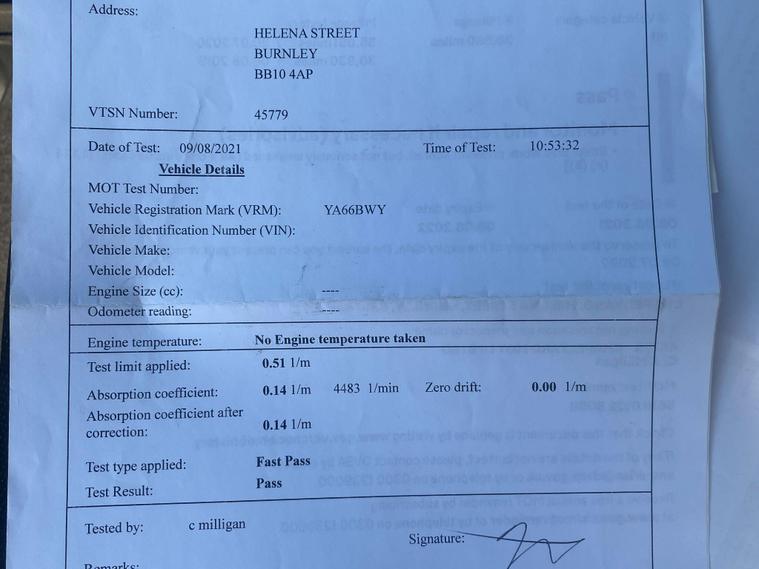 Address:
HELENA STREET
BURNLEY
BB10 4AP
VTSN Number: 45779
Date of Test: 09/08/2021 Time of Test: 10:53:32
Vehicle Details
MOT Test Number:
Vehicle Registration Mark (VRM): YA66BWY
Vehicle Identification Number (VIN):
Vehicle Make:
Vehicle Model:
Engine Size (cc): ----
Odometer reading: ----
Engine temperature: No Engine temperature taken
Test limit applied: 0.51 1/m
Absorption coefficient: 0.14 1/m 4483 1/min Zero drift: 0.00 1/m
Absorption coefficient after
correction: 0.14 1/m
Test type applied: Fast Pass
Test Result: Pass
Tested by: c milligan
Signature:
Remarks: